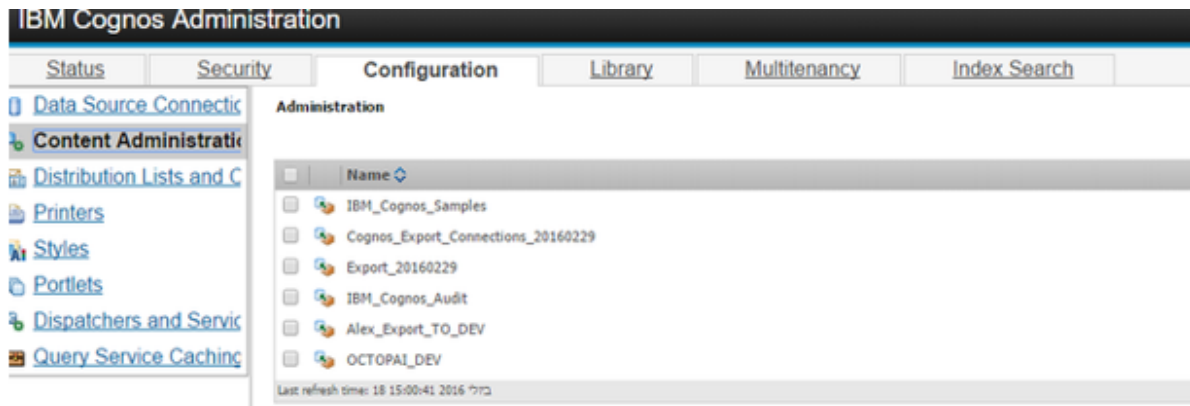 IBM Cognos Administration
Status Security Configuration Library Multitenancy Index Search
Data Source Connectic
Content Administratic
Distribution Lists and C
Printers
Styles
Portlets
Dispatchers and Servic
Query Service Caching
Administration
Name
IBM_Cognos_Samples
Cognos_Export_Connections_20160229
Export_20160229
IBM_Cognos_Audit
Alex_Export_TO_DEV
OCTOPAI_DEV
Last refresh time: 18 15:00:41 2016 ביולי